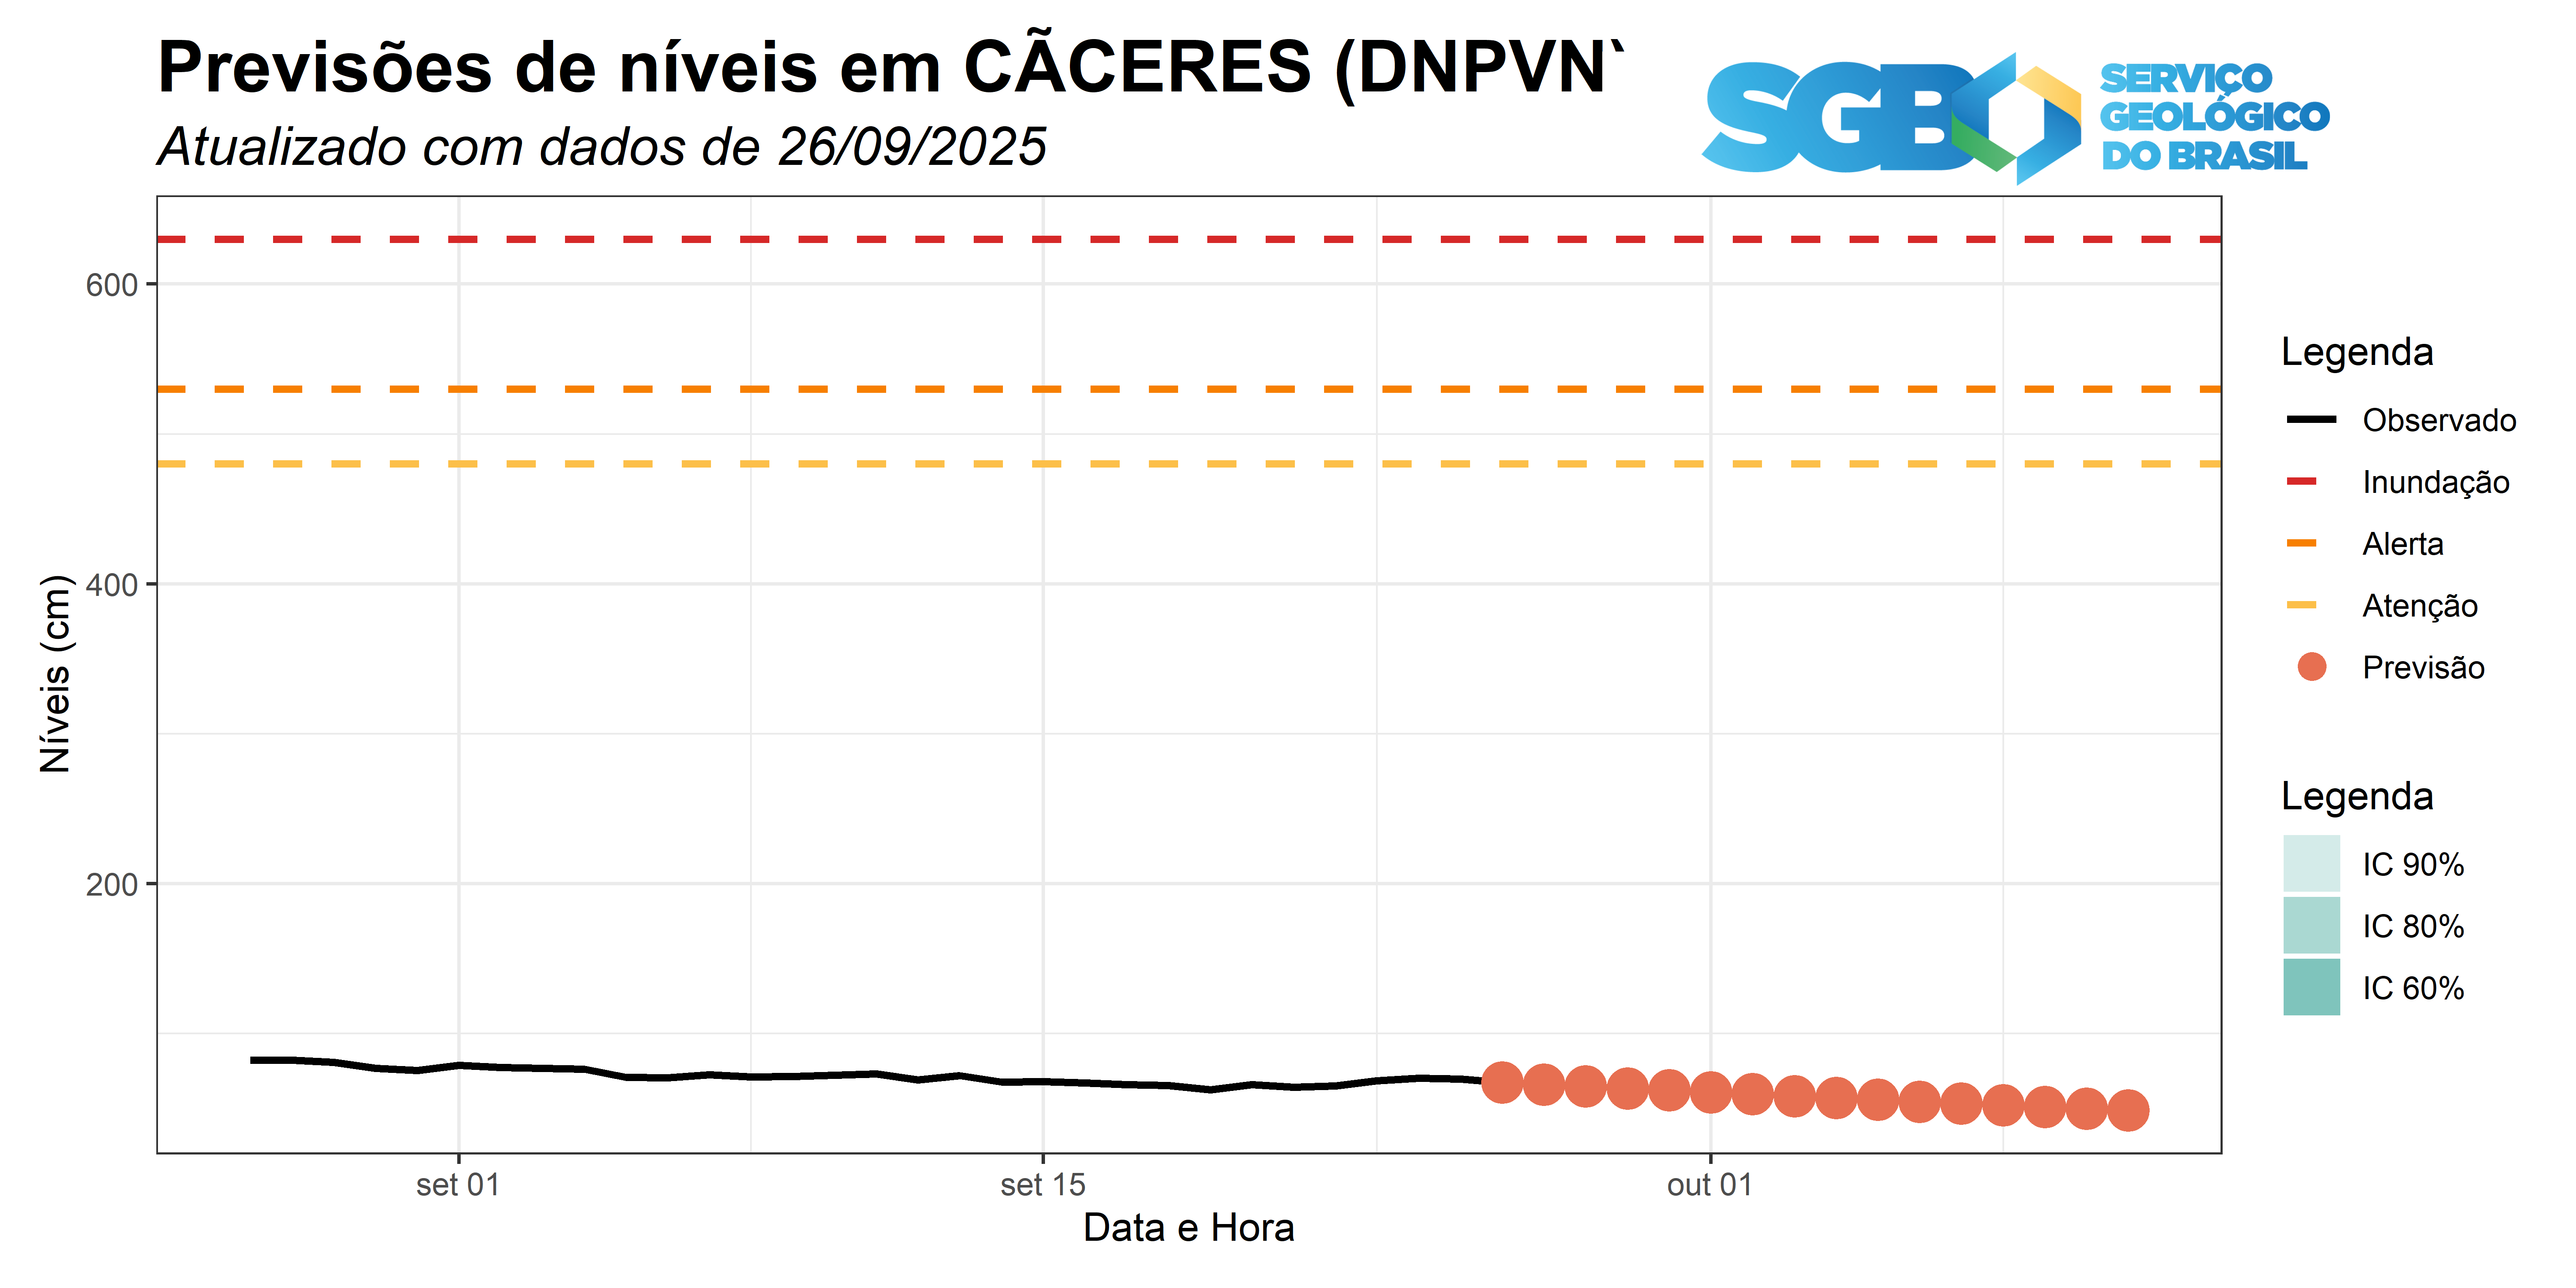 Previsões de níveis em CÃCERES (DNPVN`
Atualizado com dados de 26/09/2025
SGB
SERVIÇO
GEOLÓGICO
DO BRASIL
600
400
200
Níveis (cm)
set 01
set 15
out 01
Data e Hora
Legenda
Observado
Inundação
Alerta
Atenção
Previsão
Legenda
IC 90%
IC 80%
IC 60%